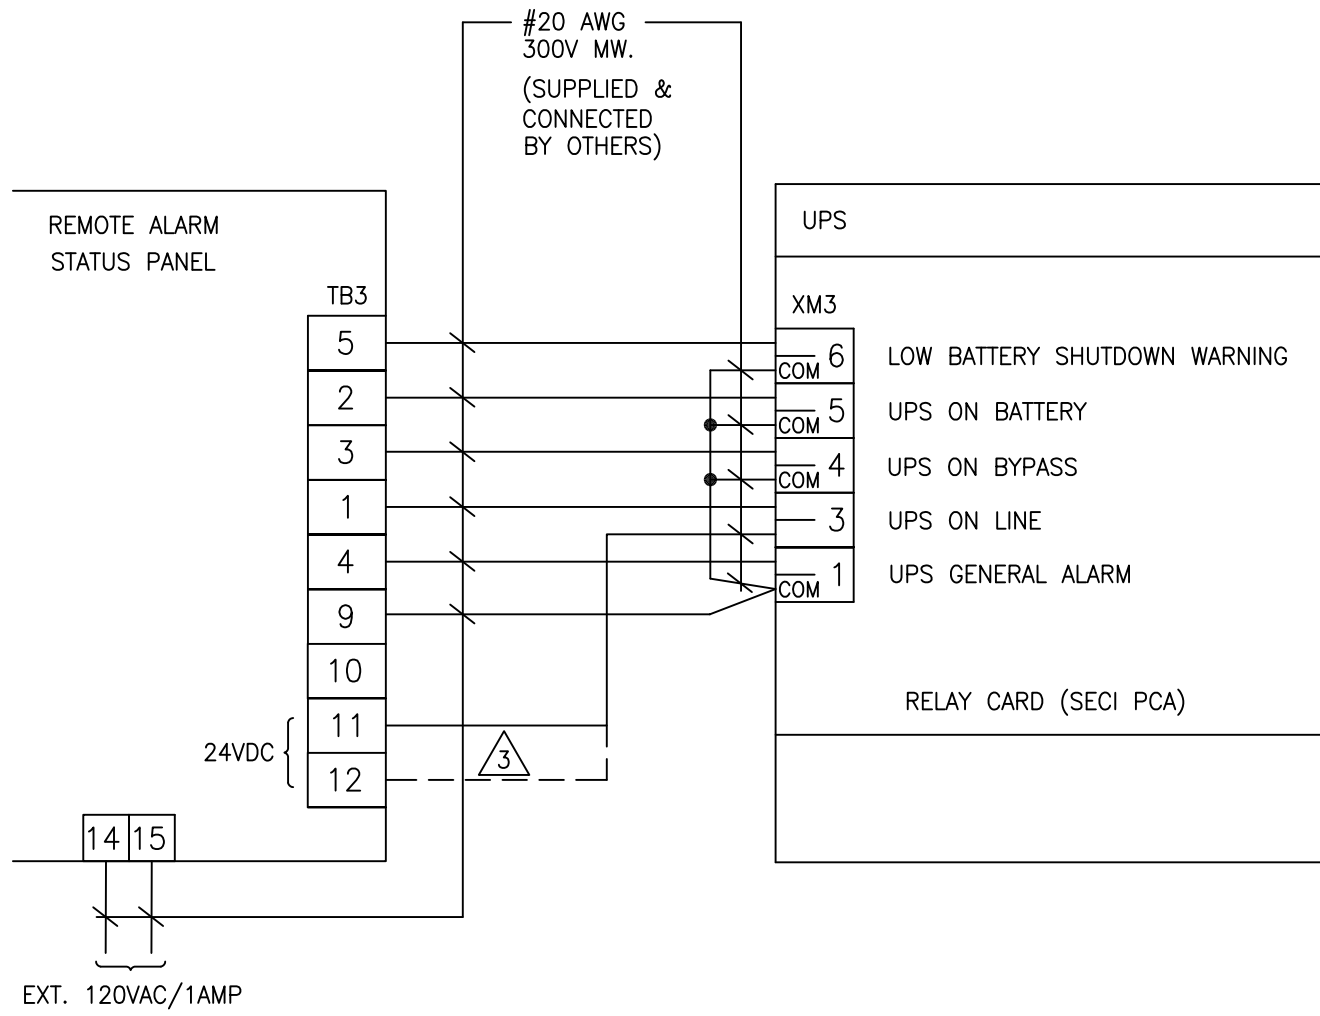 #20 AWG
300V MW.
(SUPPLIED &
CONNECTED
BY OTHERS)
REMOTE ALARM
STATUS PANEL
TB3
5
2
3
1
4
9
10
11
12
24VDC
3
14 15
EXT. 120VAC/1AMP
UPS
XM3
6 LOW BATTERY SHUTDOWN WARNING
COM
5 UPS ON BATTERY
COM
4 UPS ON BYPASS
COM
3 UPS ON LINE
1 UPS GENERAL ALARM
COM
RELAY CARD (SECI PCA)